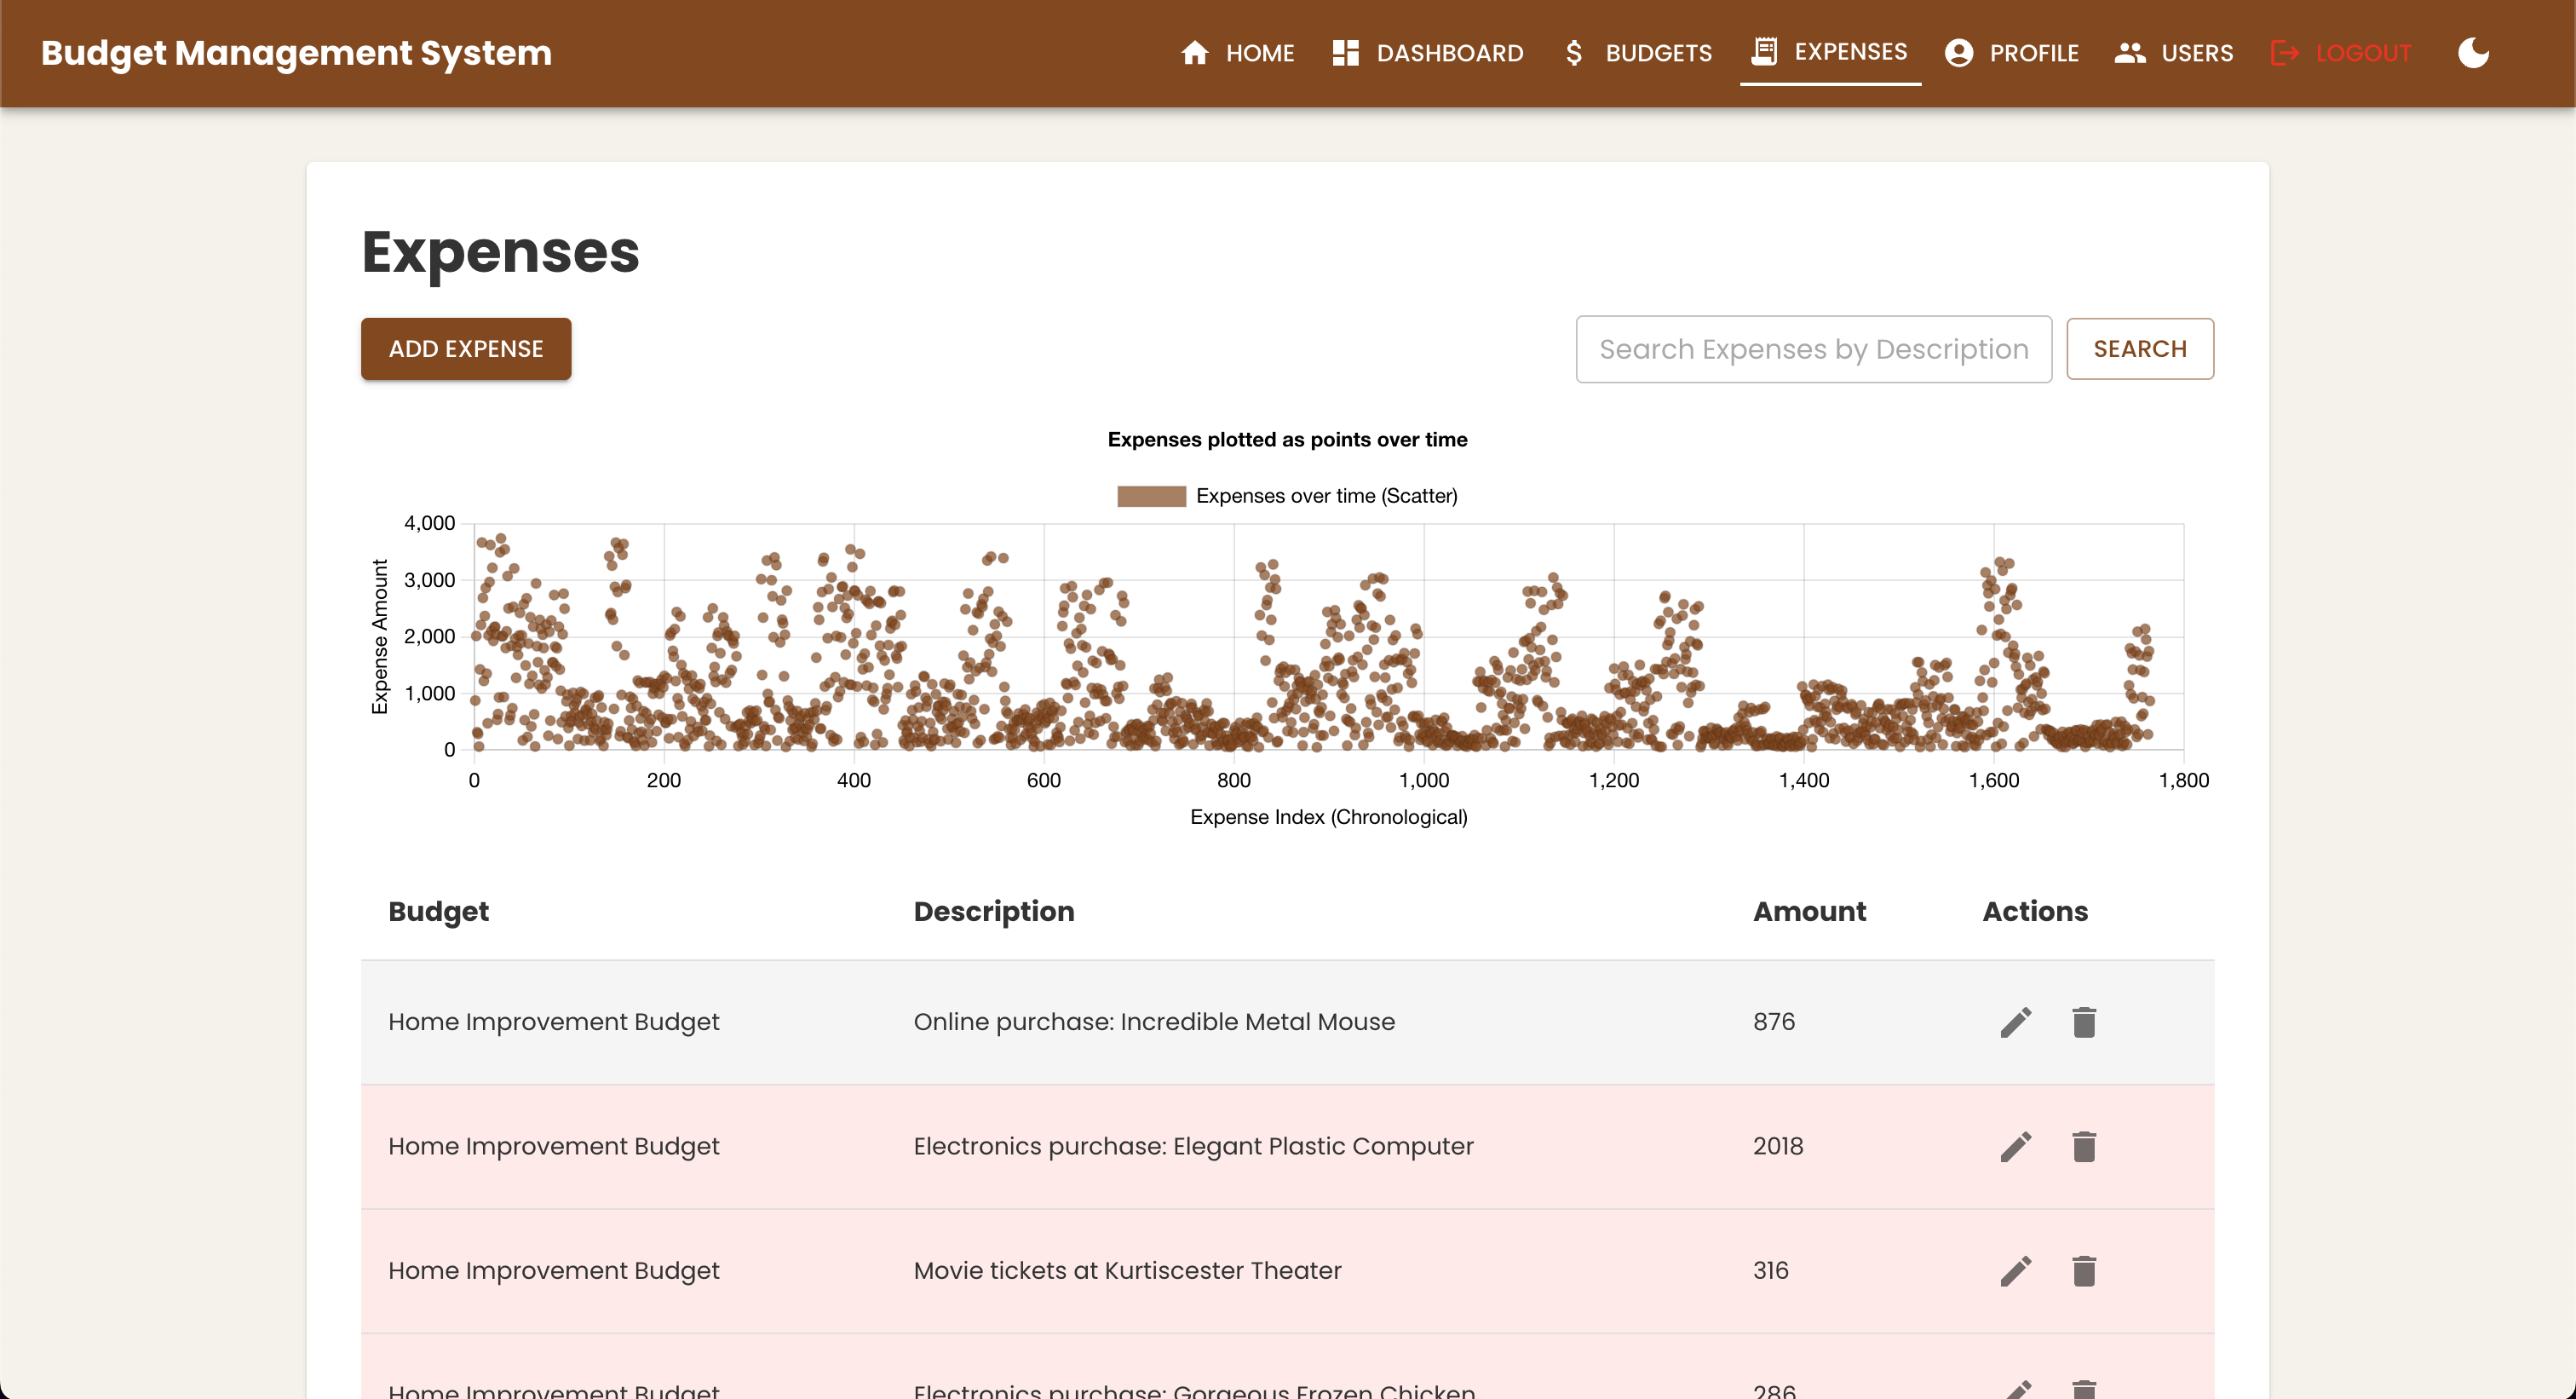 Budget Management System HOME DASHBOARD BUDGETS EXPENSES PROFILE USERS LOGOUT
Expenses
ADD EXPENSE Search Expenses by Description SEARCH
Expenses plotted as points over time
Expenses over time (Scatter)
4,000
3,000
2,000
1,000
0
Expense Amount
0 200 400 600 800 1,000 1,200 1,400 1,600 1,800
Expense Index (Chronological)
Budget Description Amount Actions
Home Improvement Budget Online purchase: Incredible Metal Mouse 876
Home Improvement Budget Electronics purchase: Elegant Plastic Computer 2018
Home Improvement Budget Movie tickets at Kurtiscester Theater 316
Home Improvement Budget Electronics purchase: Gorgeous Frozen Chicken 286